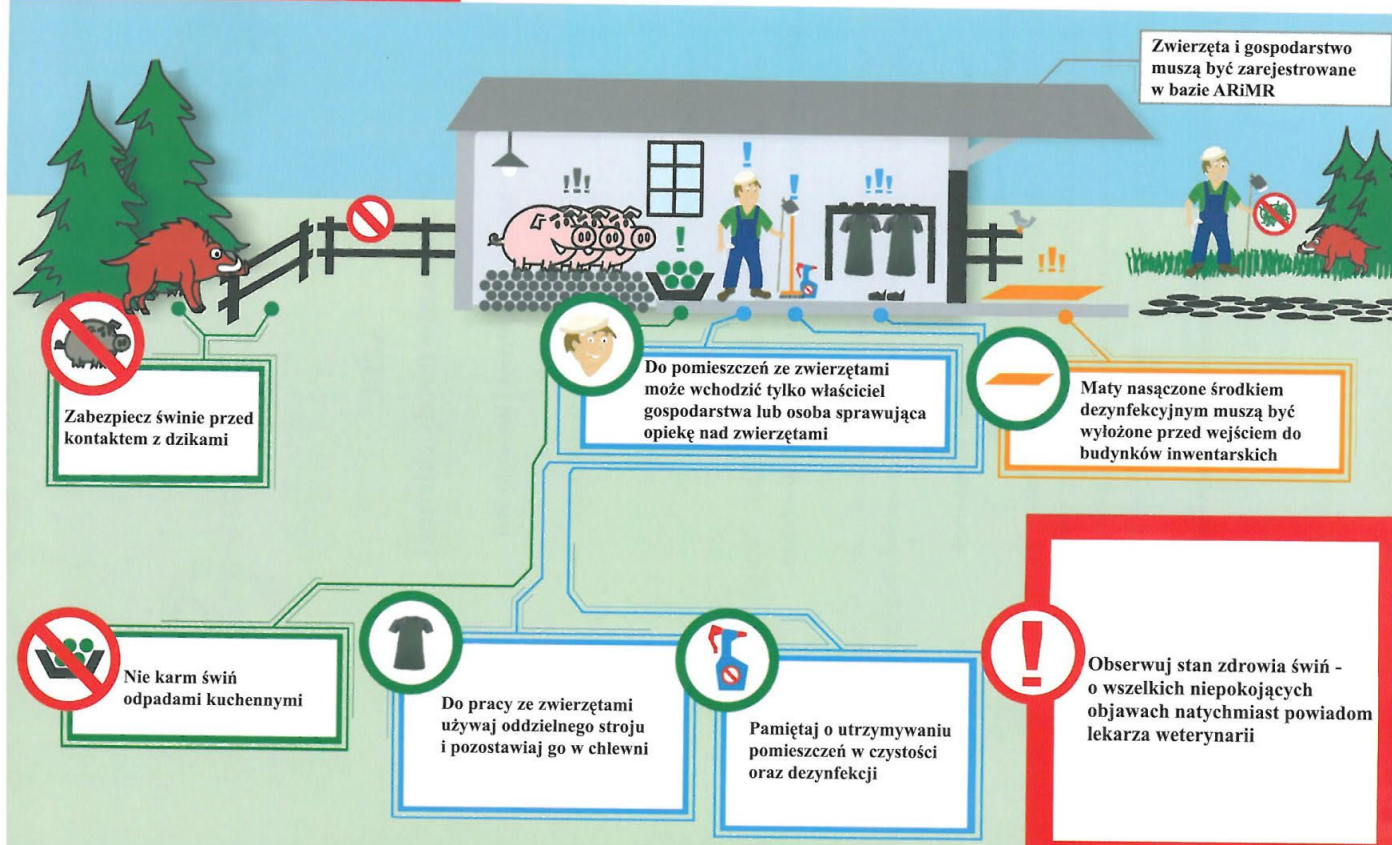 Zwierzęta i gospodarstwo
muszą być zarejestrowane
w bazie ARiMR
Zabezpiecz świnie przed
kontaktem z dzikami
Do pomieszczeń ze zwierzętami
może wchodzić tylko właściciel
gospodarstwa lub osoba sprawująca
opiekę nad zwierzętami
Maty nasączone środkiem
dezynfekcyjnym muszą być
wyłożone przed wejściem do
budynków inwentarskich
Nie karm świń
odpadami kuchennymi
Do pracy ze zwierzętami
używaj oddzielnego stroju
i pozostawiaj go w chlewni
Pamiętaj o utrzymywaniu
pomieszczeń w czystości
oraz dezynfekcji
Obserwuj stan zdrowia świń -
o wszelkich niepokojących
objawach natychmiast powiadom
lekarza weterynarii